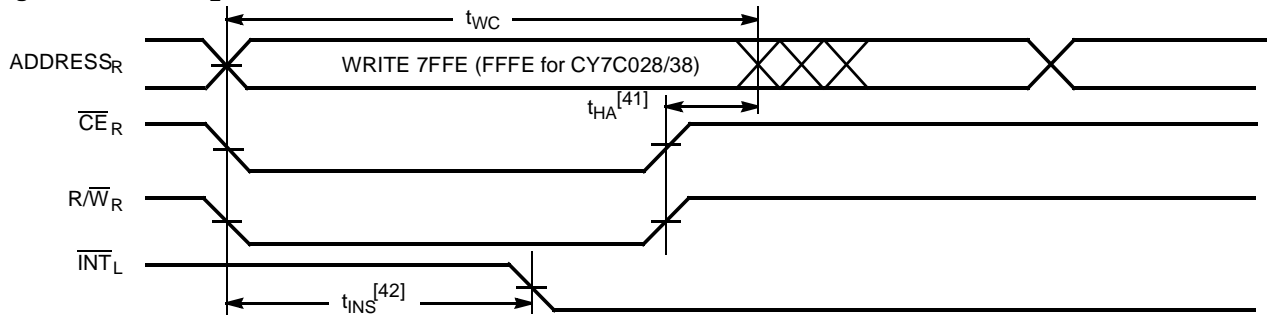 tWC
ADDRESSR
WRITE 7FFE (FFFE for CY7C028/38)
tHA[41]
CER
R/WR
INTL
tINS[42]